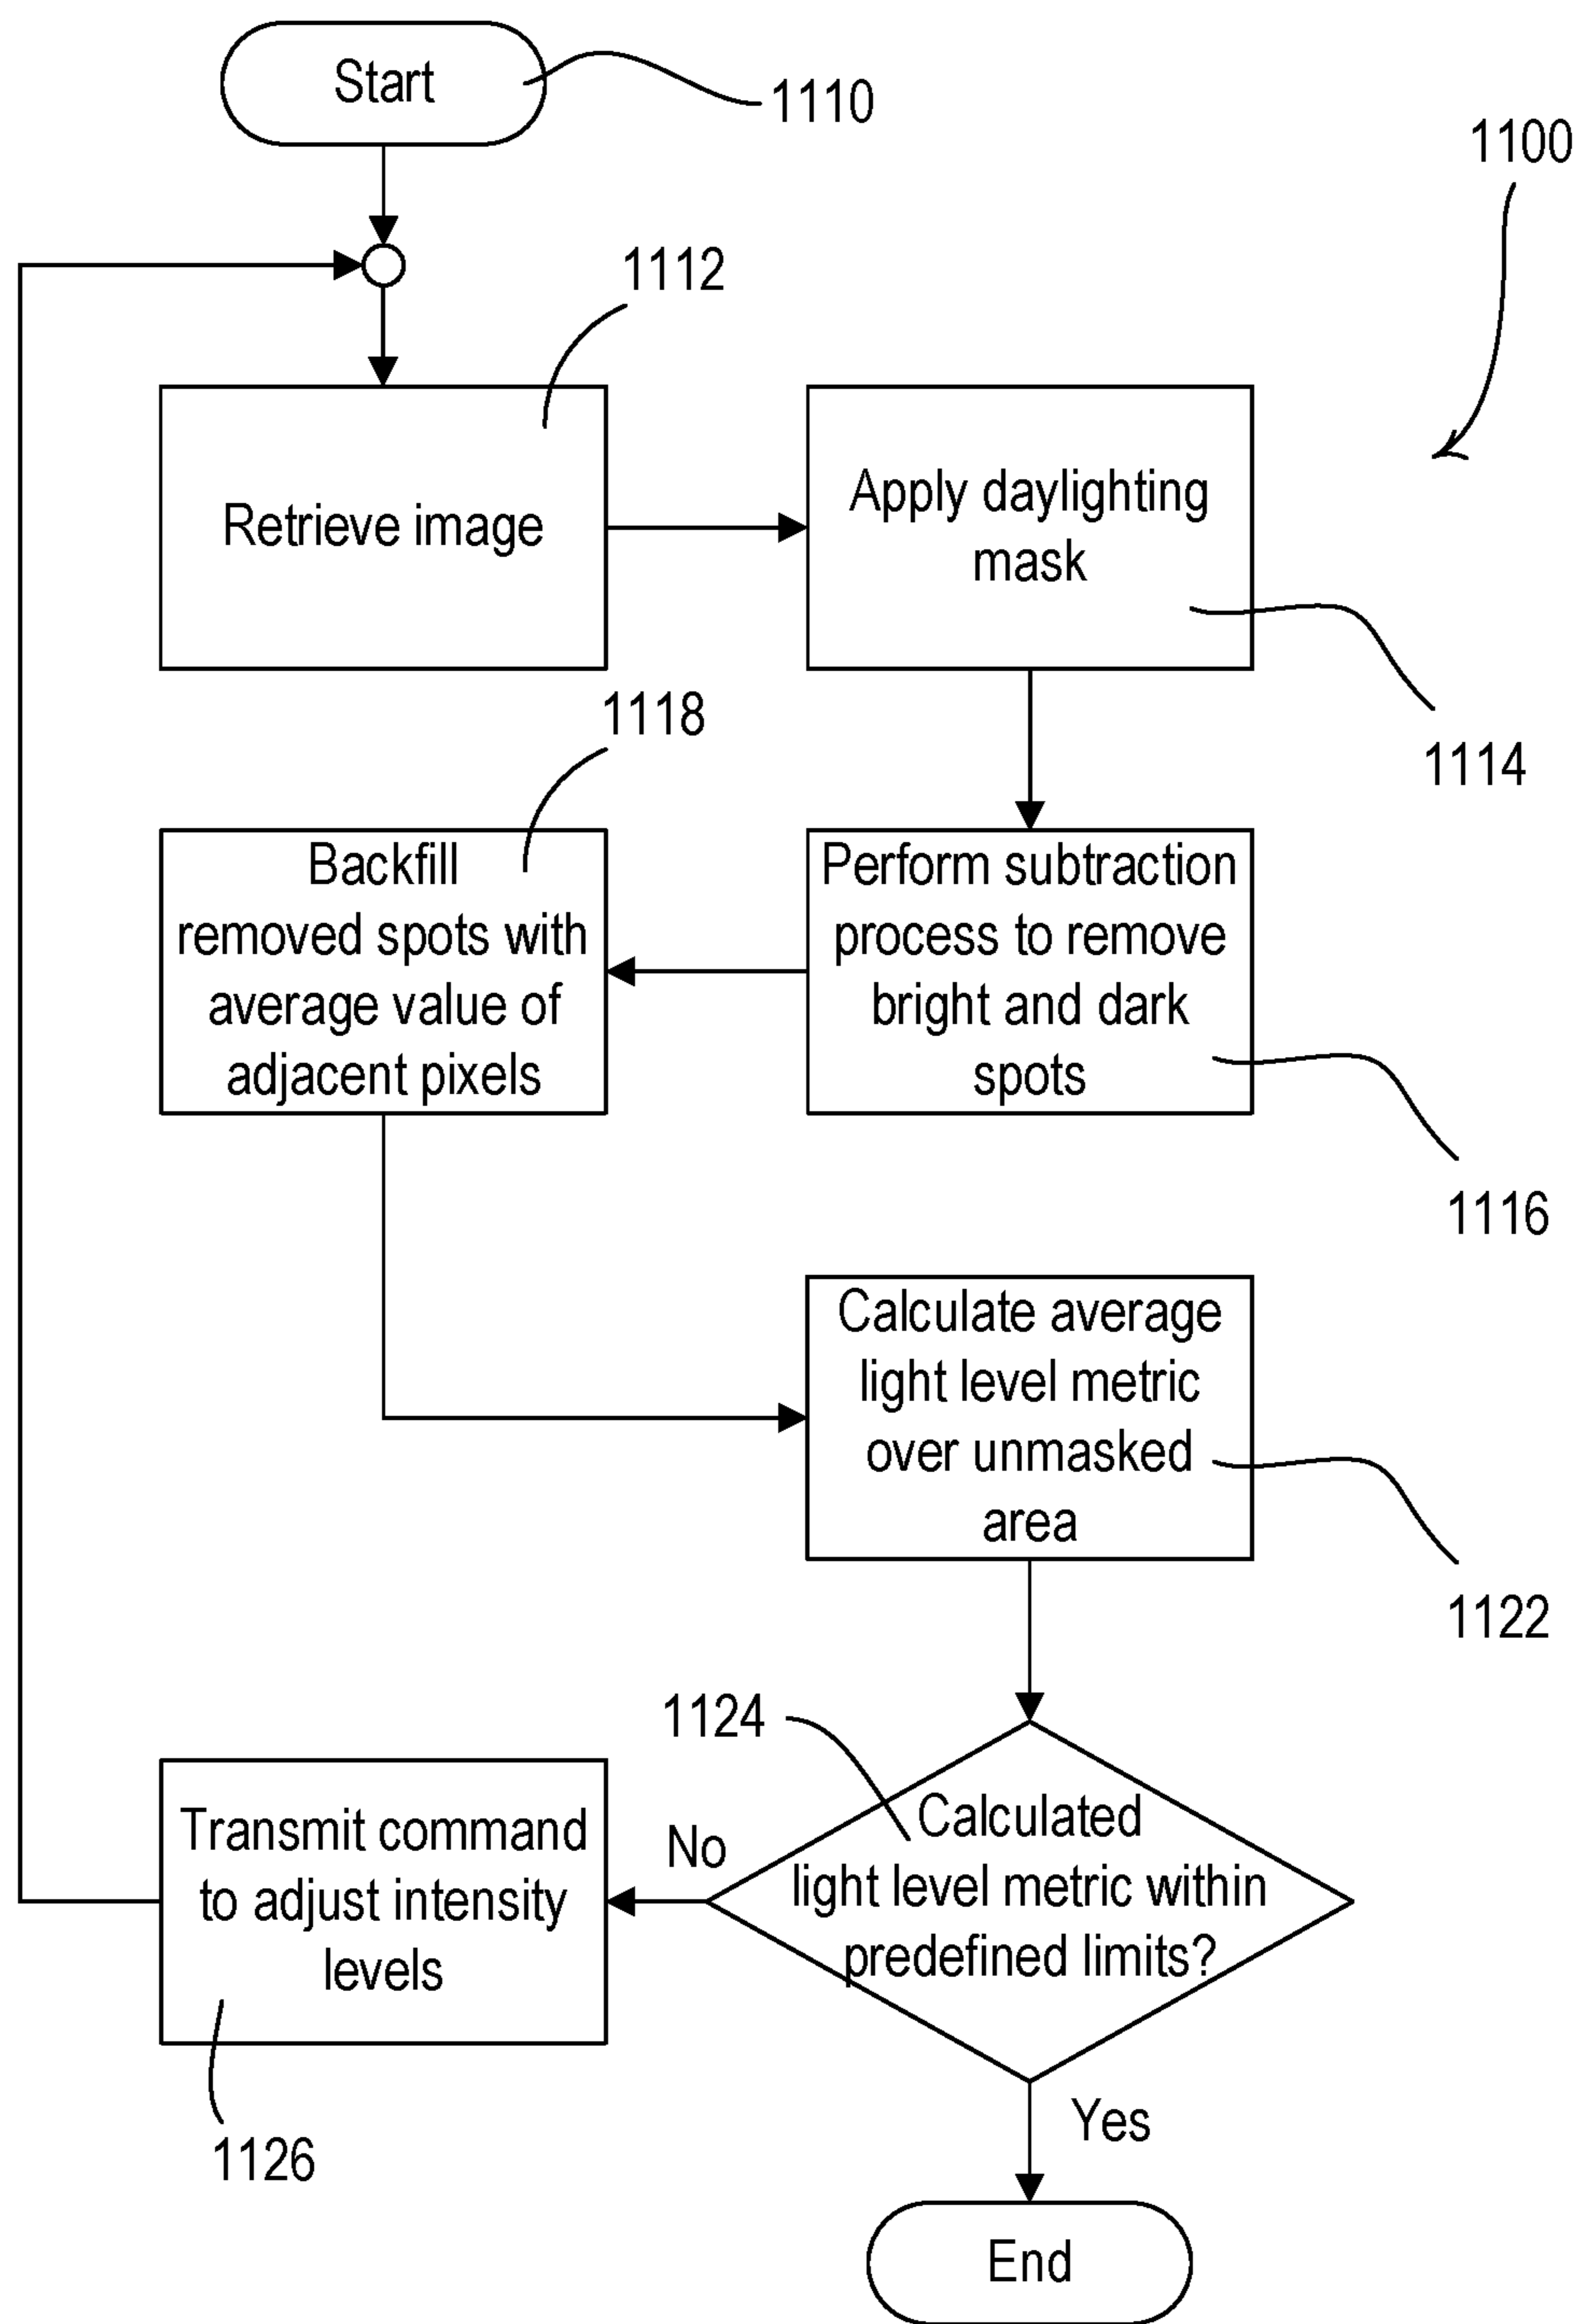 Start
1110
1100
1112
Retrieve image
Apply daylighting
mask
1114
1118
Backfill
removed spots with
average value of
adjacent pixels
Perform subtraction
process to remove
bright and dark
spots
1116
Calculate average
light level metric
over unmasked
area
1122
1124
Calculated
light level metric within
predefined limits?
No
Transmit command
to adjust intensity
levels
1126
Yes
End